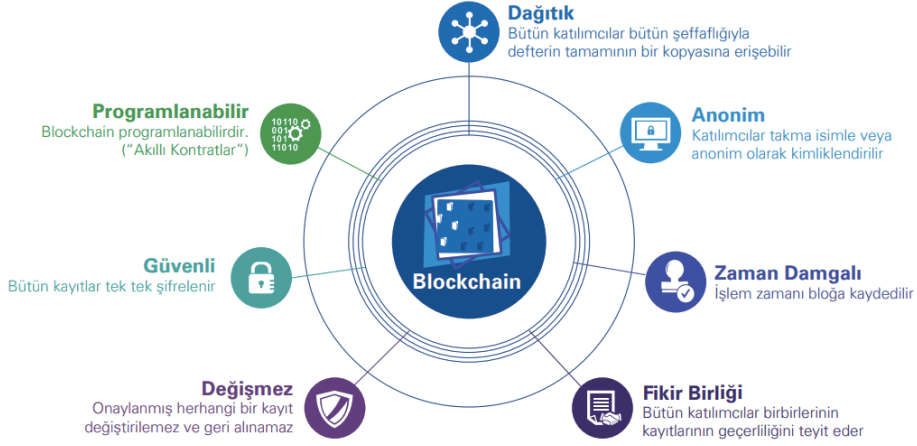 Dağıtık
Bütün katılımcılar bütün şeffaflığıyla
defterin tamamının bir kopyasına erişebilir
Programlanabilir
Blockchain programlanabilirdir.
("Akıllı Kontratlar")
10110
001
101
11010
Anonim
Katılımcılar takma isimle veya
anonim olarak kimliklendirilir
Güvenli
Bütün kayıtlar tek tek şifrelenir
Blockchain
Zaman Damgalı
İşlem zamanı bloğa kaydedilir
Değişmez
Onaylanmış herhangi bir kayıt
değiştirilemez ve geri alınamaz
Fikir Birliği
Bütün katılımcılar birbirlerinin
kayıtlarının geçerliliğini teyit eder